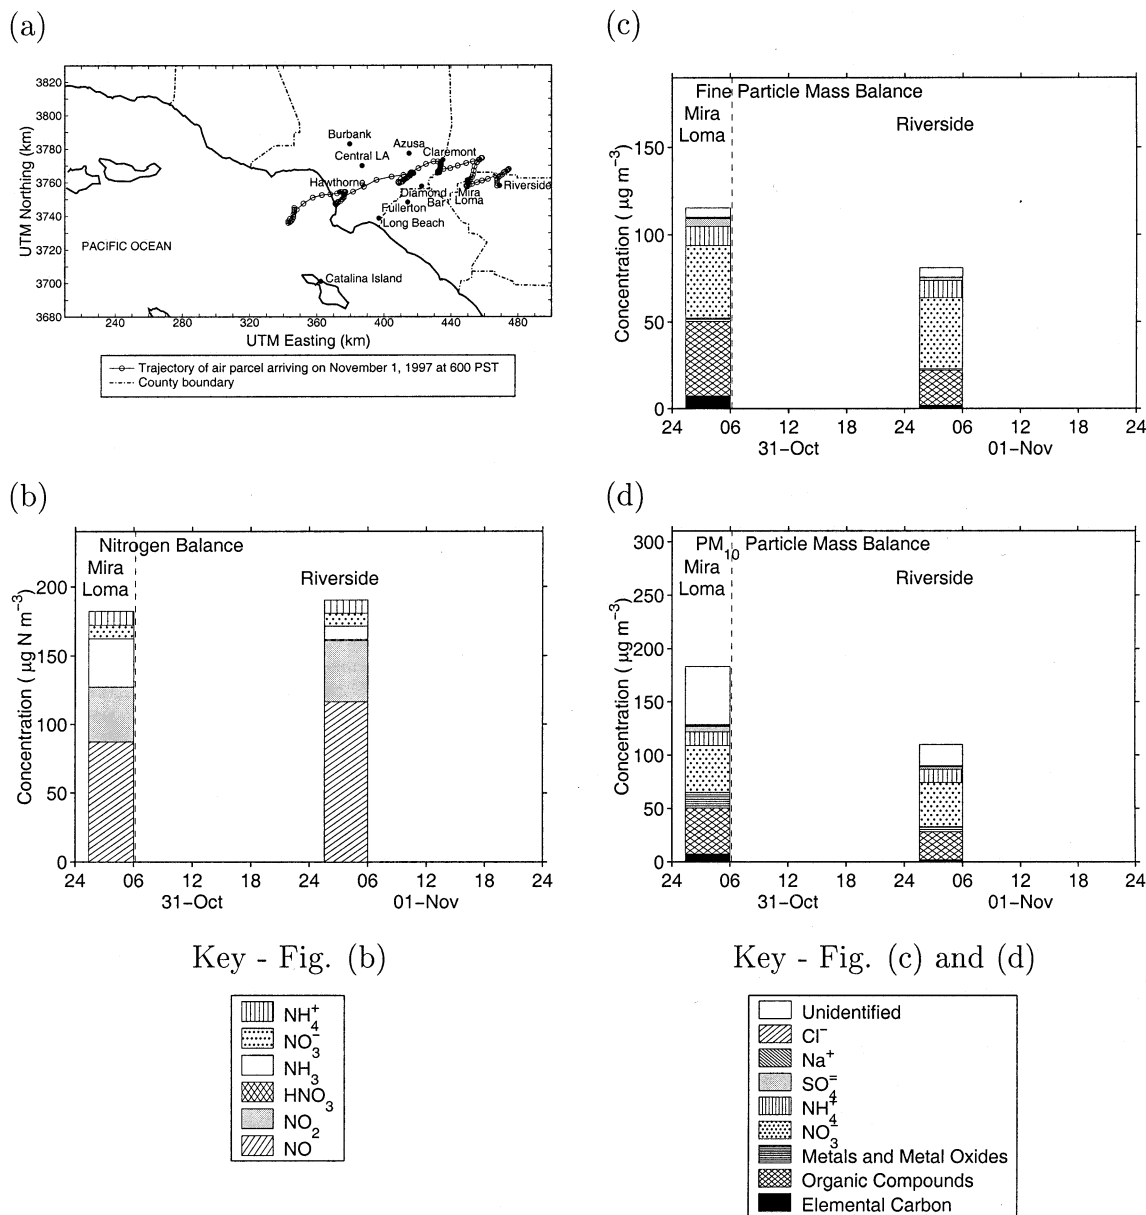 (a)
3820
3800
3780
3760
3740
3720
3700
3680
UTM Northing (km)
Burbank
Azusa
Central LA
Claremont
Hawthorne
Diamond
Bar
Mira
Loma
Riverside
Fullerton
Long Beach
PACIFIC OCEAN
Catalina Island
240 280 320 360 400 440 480
UTM Easting (km)
Trajectory of air parcel arriving on November 1, 1997 at 600 PST
County boundary
(c)
Fine Particle Mass Balance
Mira
Loma
Riverside
150
100
50
0
Concentration ( μg m−3)
24 06 12 18 24 06 12 18 24
31−Oct 01−Nov
(b)
Nitrogen Balance
Mira
Loma
Riverside
200
150
100
50
0
Concentration ( μg N m−3)
24 06 12 18 24 06 12 18 24
31−Oct 01−Nov
(d)
PM10 Particle Mass Balance
Mira
Loma
Riverside
300
250
200
150
100
50
0
Concentration ( μg m−3)
24 06 12 18 24 06 12 18 24
31−Oct 01−Nov
Key - Fig. (b)
NH4+
NO3−
NH3
HNO3
NO2
NO
Key - Fig. (c) and (d)
Unidentified
Cl−
Na+
SO4=
NH4+
NO3−
Metals and Metal Oxides
Organic Compounds
Elemental Carbon